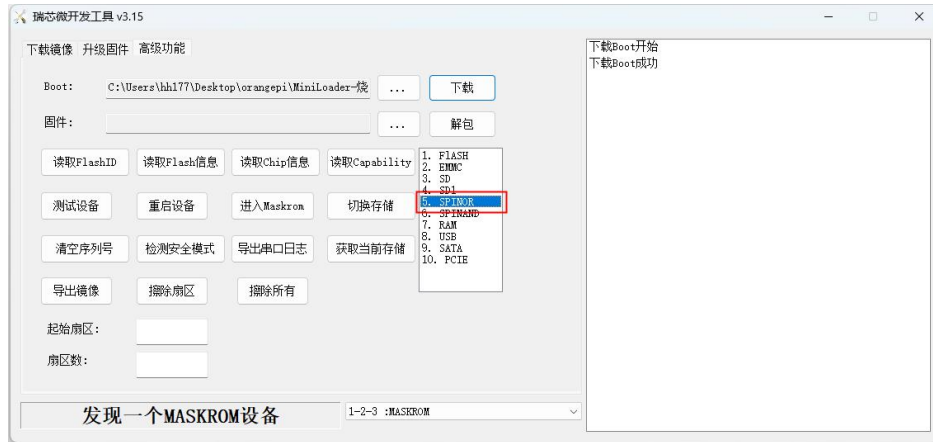 瑞芯微开发工具 v3.15
下载镜像 升级固件 高级功能
Boot: C:\Users\hh177\Desktop\orangepi\MiniLoader-烧 ... 下载
固件: ... 解包
读取FlashID 读取Flash信息 读取Chip信息 读取Capability
测试设备 重启设备 进入Maskrom 切换存储
清空序列号 检测安全模式 导出串口日志 获取当前存储
导出镜像 擦除扇区 擦除所有
起始扇区:
扇区数:
1. FlASH
2. EMMC
3. SD
4. SD1
5. SPINOR
6. SPINAND
7. RAM
8. USB
9. SATA
10. PCIE
发现一个MASKROM设备
1-2-3 :MASKROM
下载Boot开始
下载Boot成功